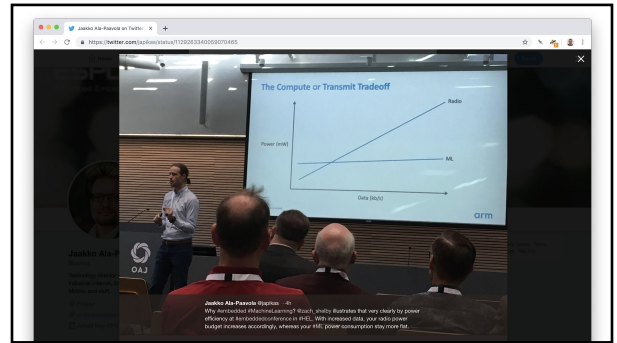 Jaakko Ala-Paavola on Twitter
https://twitter.com/japikas/status/1129263340059070465
The Compute or Transmit Tradeoff
Radio
Power (mW)
ML
Data (kb/s)
arm
OAJ
Jaakko Ala-P
Jaakko Ala-Paavola @japikas · 4h
Why #embedded #MachineLearning? @zach_shelby illustrates that very clearly by power
efficiency at #embeddedconference in #HEL. With increased data, your radio power
budget increases accordingly, whereas your #ML power consumption stay more flat.